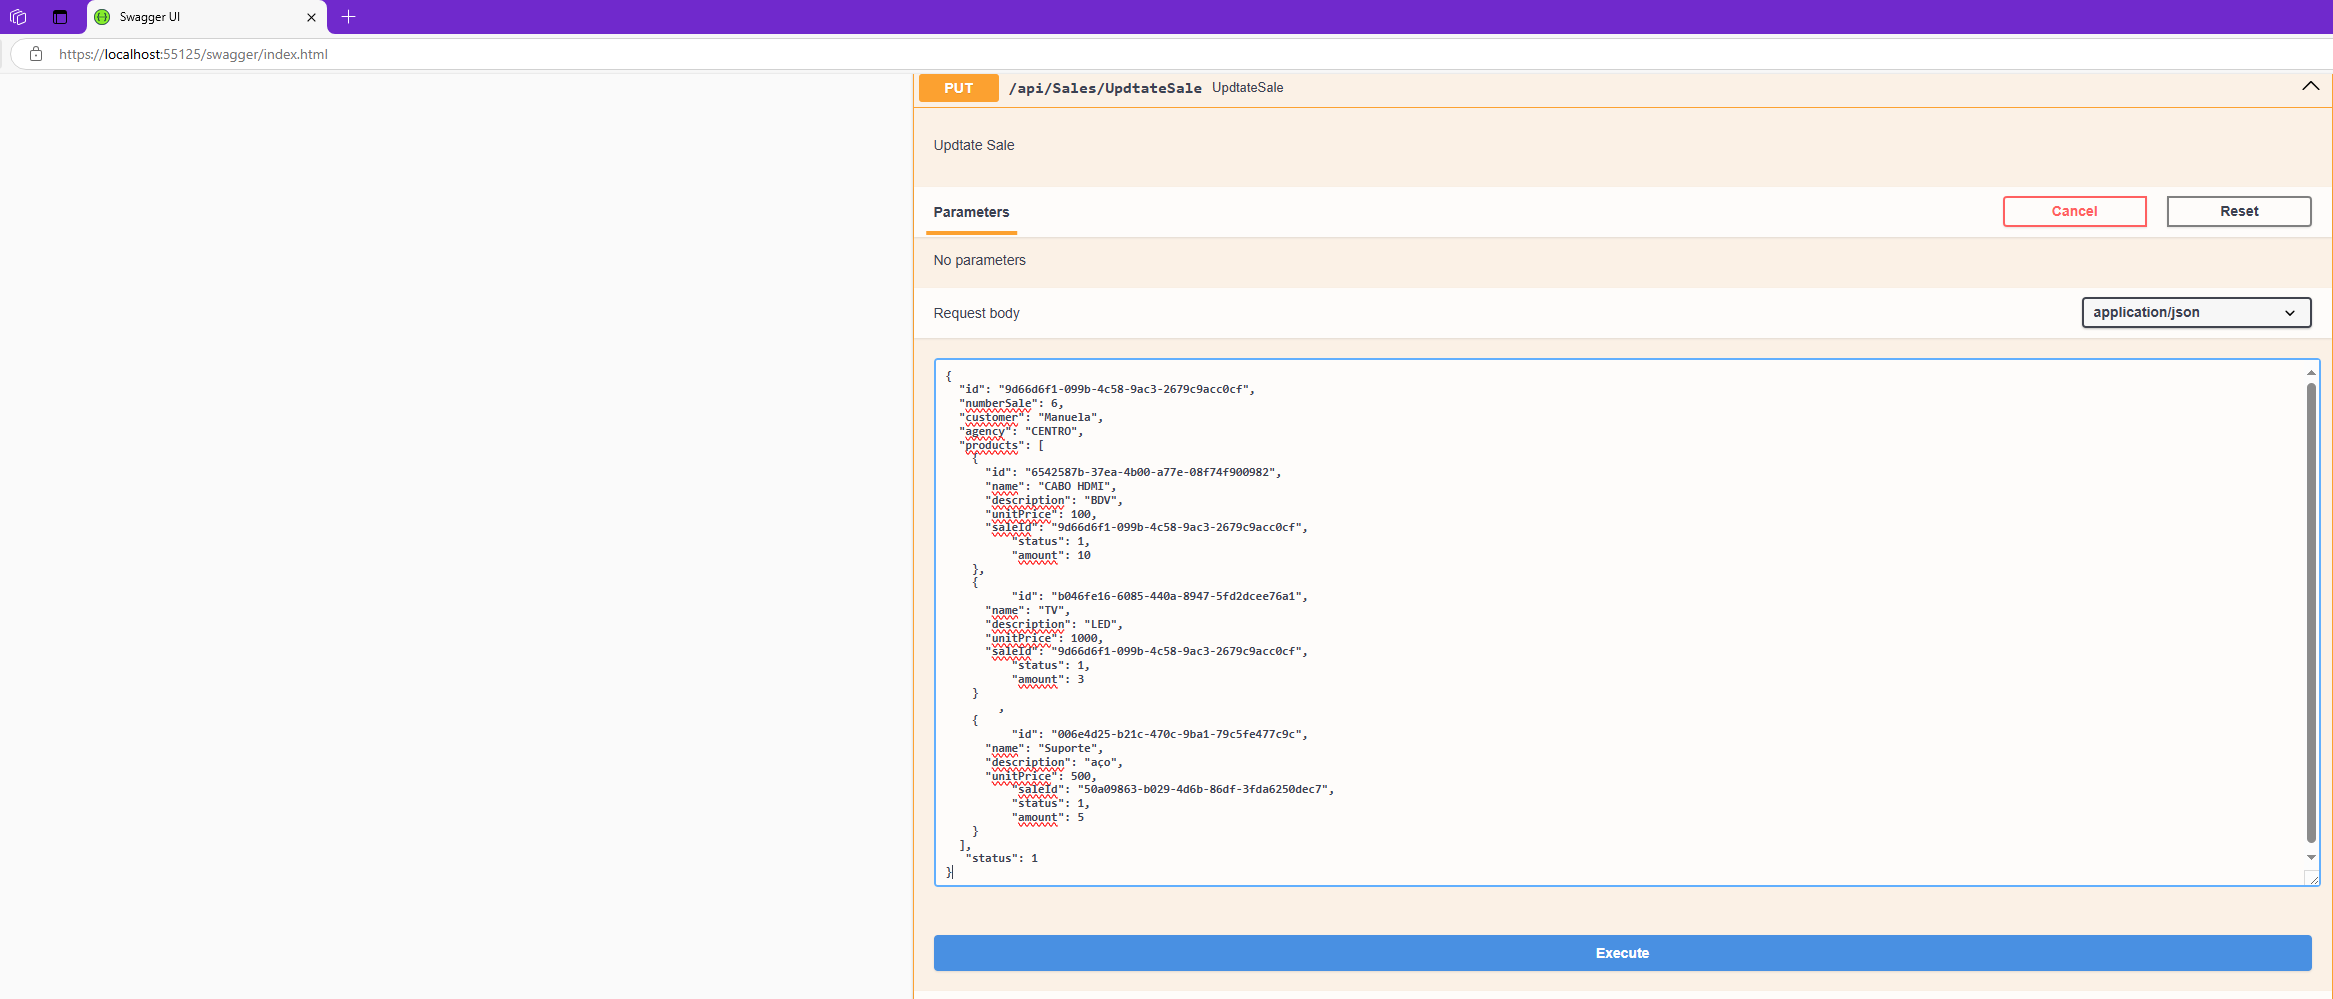 Swagger UI
https://localhost:55125/swagger/index.html
PUT /api/Sales/UpdtateSale UpdtateSale
Updtate Sale
Parameters
Cancel
Reset
No parameters
Request body
application/json
{
"id": "9d66d6f1-099b-4c58-9ac3-2679c9acc0cf",
"numberSale": 6,
"customer": "Manuela",
"agency": "CENTRO",
"products": [
{
"id": "6542587b-37ea-4b00-a77e-08f74f900982",
"name": "CABO HDMI",
"description": "BDV",
"unitPrice": 100,
"saleId": "9d66d6f1-099b-4c58-9ac3-2679c9acc0cf",
"status": 1,
"amount": 10
},
{
"id": "b046fe16-6085-440a-8947-5fd2dcee76a1",
"name": "TV",
"description": "LED",
"unitPrice": 1000,
"saleId": "9d66d6f1-099b-4c58-9ac3-2679c9acc0cf",
"status": 1,
"amount": 3
}
,
{
"id": "006e4d25-b21c-470c-9ba1-79c5fe477c9c",
"name": "Suporte",
"description": "aço",
"unitPrice": 500,
"saleId": "50a09863-b029-4d6b-86df-3fda6250dec7",
"status": 1,
"amount": 5
}
],
"status": 1
}
Execute